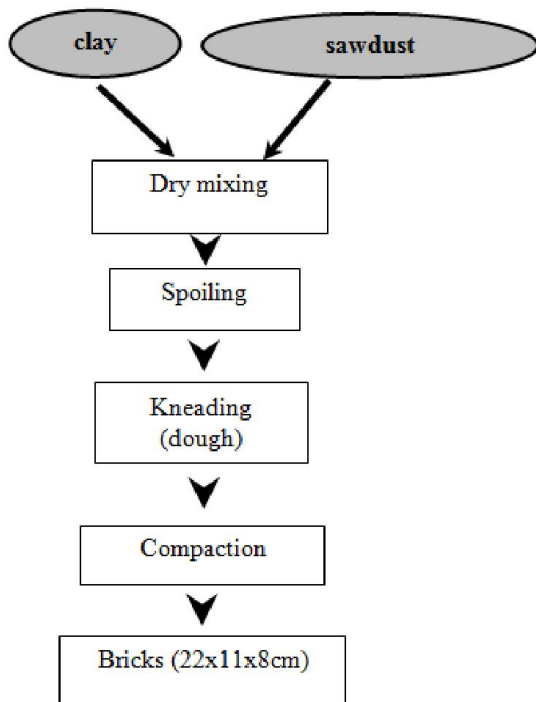 clay
sawdust
Dry mixing
Spoiling
Kneading
(dough)
Compaction
Bricks (22x11x8cm)